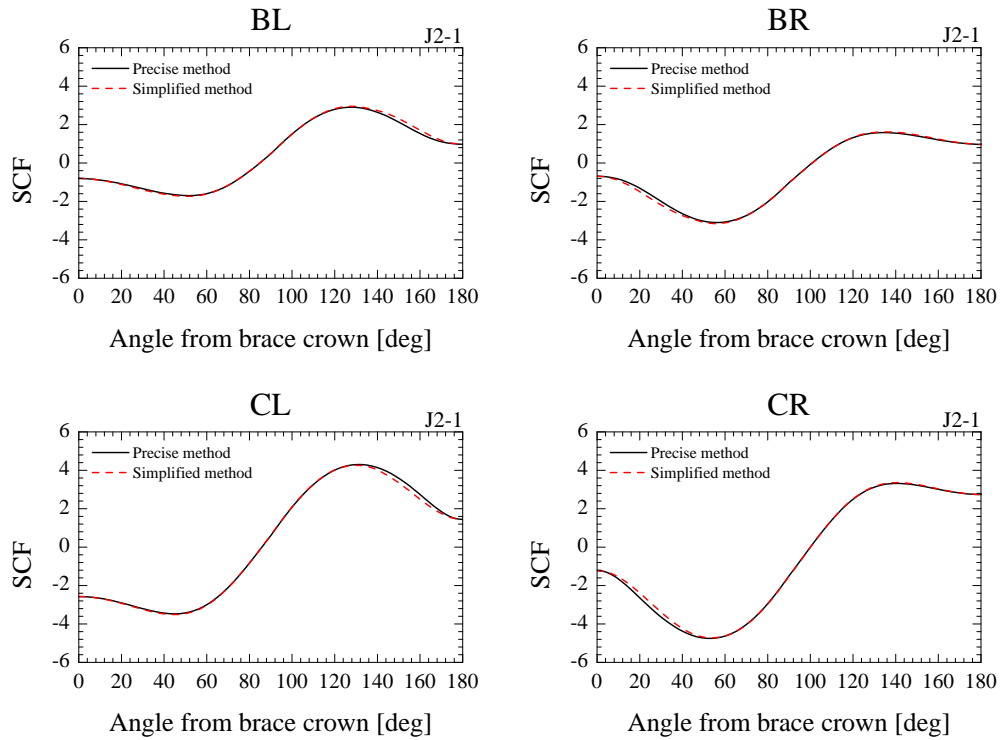 BL
J2-1
6
4
2
0
-2
-4
-6
SCF
Precise method
Simplified method
0 20 40 60 80 100 120 140 160 180
Angle from brace crown [deg]
BR
J2-1
6
4
2
0
-2
-4
-6
SCF
Precise method
Simplified method
0 20 40 60 80 100 120 140 160 180
Angle from brace crown [deg]
CL
J2-1
6
4
2
0
-2
-4
-6
SCF
Precise method
Simplified method
0 20 40 60 80 100 120 140 160 180
Angle from brace crown [deg]
CR
J2-1
6
4
2
0
-2
-4
-6
SCF
Precise method
Simplified method
0 20 40 60 80 100 120 140 160 180
Angle from brace crown [deg]